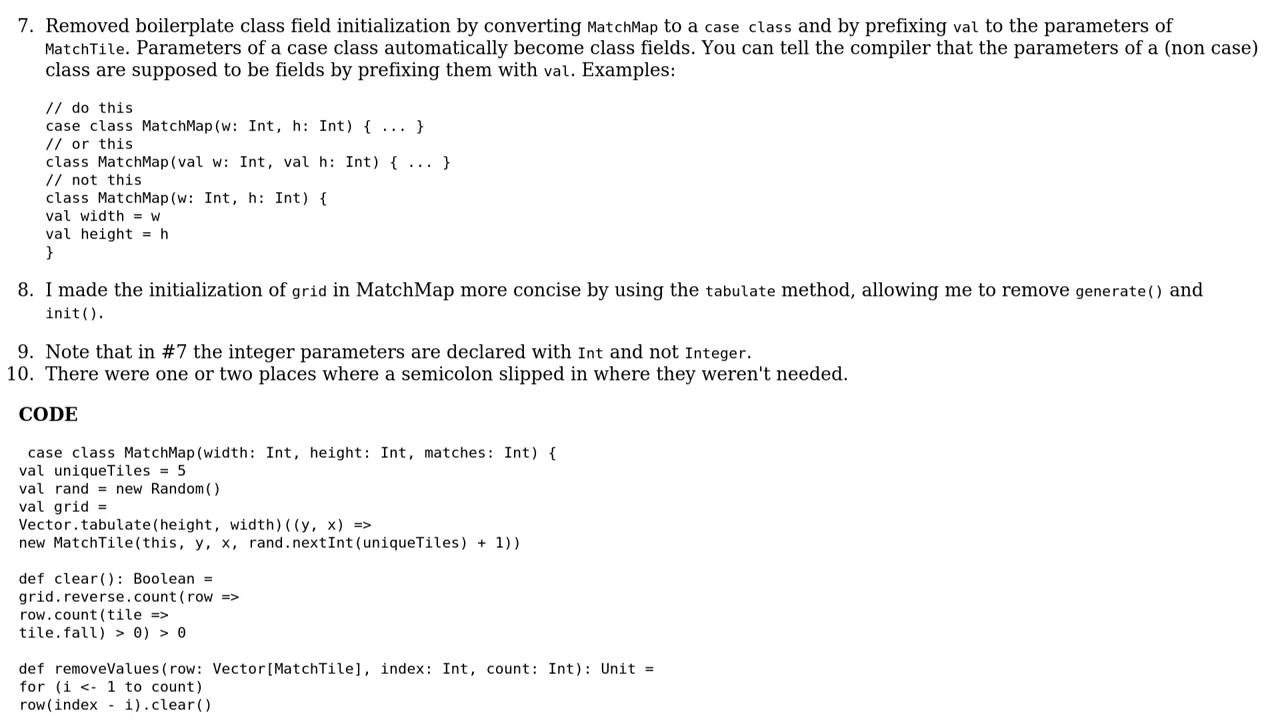 7. Removed boilerplate class field initialization by converting MatchMap to a case class and by prefixing val to the parameters of
MatchTile. Parameters of a case class automatically become class fields. You can tell the compiler that the parameters of a (non case)
class are supposed to be fields by prefixing them with val. Examples:
// do this
case class MatchMap(w: Int, h: Int) { ... }
// or this
class MatchMap(val w: Int, val h: Int) { ... }
// not this
class MatchMap(w: Int, h: Int) {
val width = w
val height = h
}
8. I made the initialization of grid in MatchMap more concise by using the tabulate method, allowing me to remove generate() and
init().
9. Note that in #7 the integer parameters are declared with Int and not Integer.
10. There were one or two places where a semicolon slipped in where they weren't needed.
CODE
case class MatchMap(width: Int, height: Int, matches: Int) {
val uniqueTiles = 5
val rand = new Random()
val grid =
Vector.tabulate(height, width)((y, x) =>
new MatchTile(this, y, x, rand.nextInt(uniqueTiles) + 1))
def clear(): Boolean =
grid.reverse.count(row =>
row.count(tile =>
tile.fall) > 0) > 0
def removeValues(row: Vector[MatchTile], index: Int, count: Int): Unit =
for (i <- 1 to count)
row(index - i).clear()